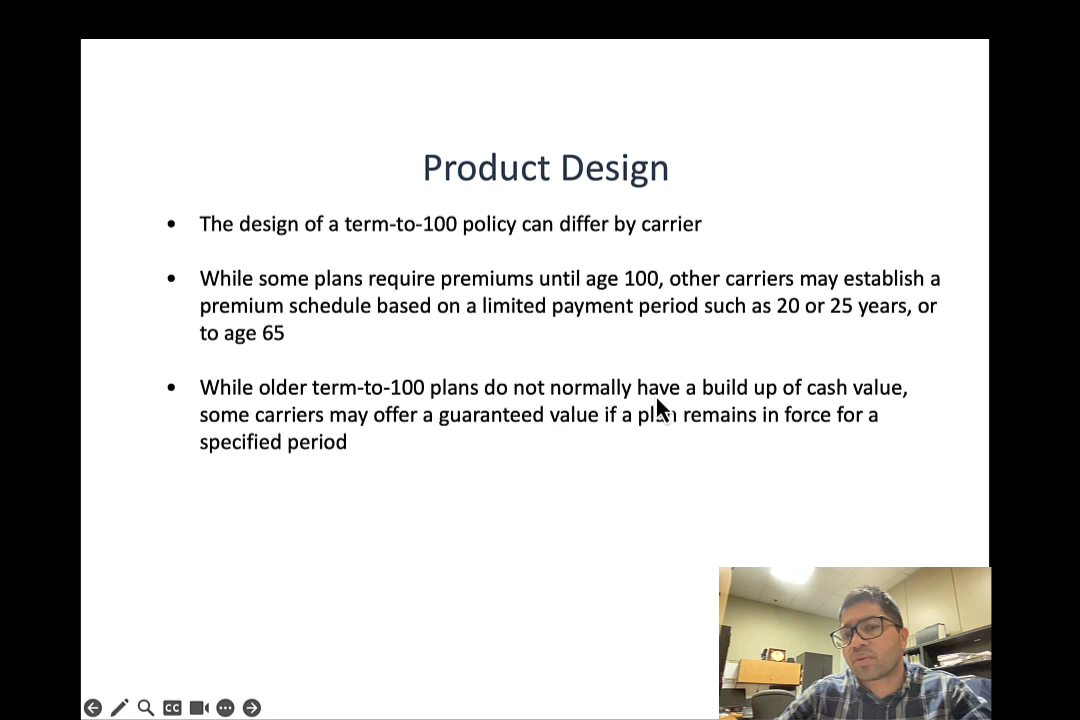 Product Design
• The design of a term-to-100 policy can differ by carrier
• While some plans require premiums until age 100, other carriers may establish a
premium schedule based on a limited payment period such as 20 or 25 years, or
to age 65
• While older term-to-100 plans do not normally have a build up of cash value,
some carriers may offer a guaranteed value if a plan remains in force for a
specified period
CC